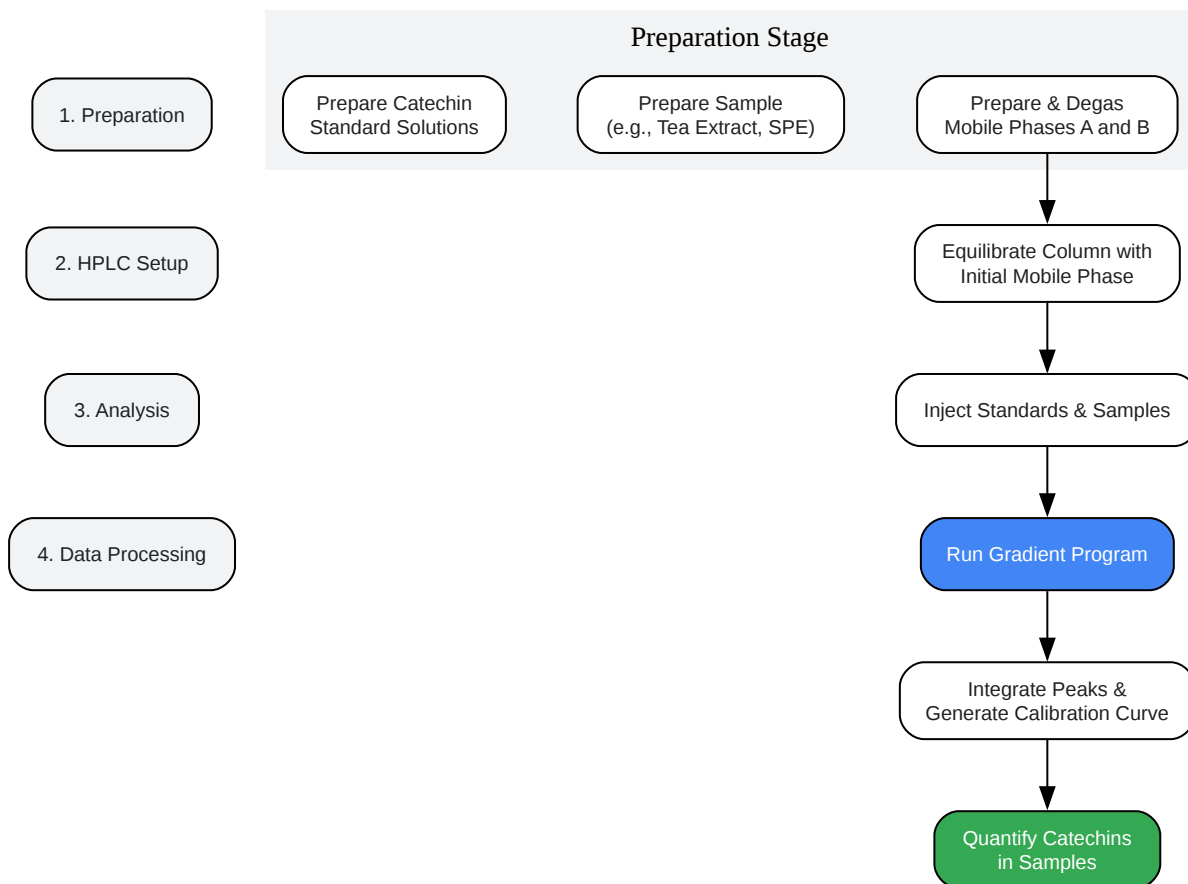 Preparation Stage
1. Preparation
Prepare Catechin
Standard Solutions
Prepare Sample
(e.g., Tea Extract, SPE)
Prepare & Degas
Mobile Phases A and B
2. HPLC Setup
Equilibrate Column with
Initial Mobile Phase
3. Analysis
Inject Standards & Samples
4. Data Processing
Run Gradient Program
Integrate Peaks &
Generate Calibration Curve
Quantify Catechins
in Samples